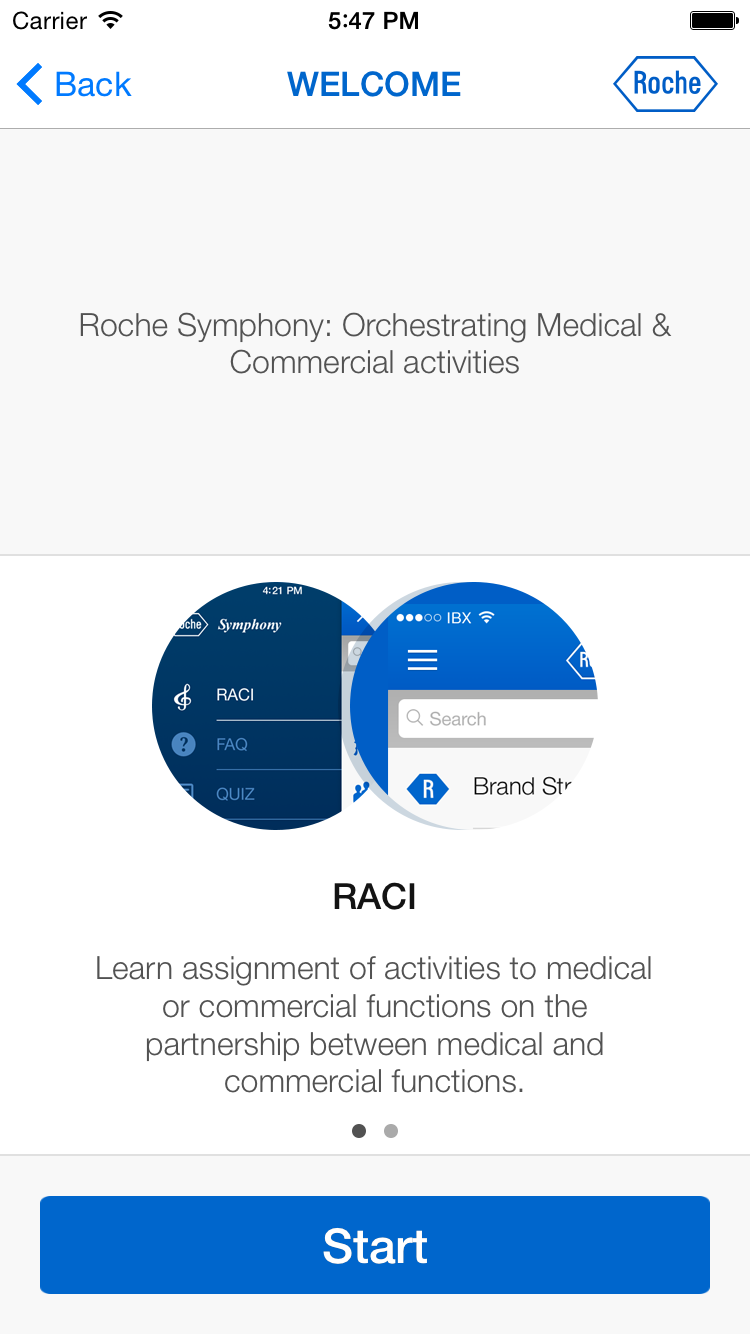 Carrier 5:47 PM
Back WELCOME Roche
Roche Symphony: Orchestrating Medical &
Commercial activities
4:21 PM
Symphony
RACI
FAQ
QUIZ
IBX
Search
R Brand
RACI
Learn assignment of activities to medical
or commercial functions on the
partnership between medical and
commercial functions.
Start